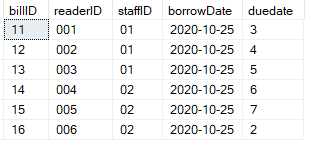 billID readerID staffID borrowDate duedate
11 001 01 2020-10-25 3
12 002 01 2020-10-25 4
13 003 01 2020-10-25 5
14 004 02 2020-10-25 6
15 005 02 2020-10-25 7
16 006 02 2020-10-25 2